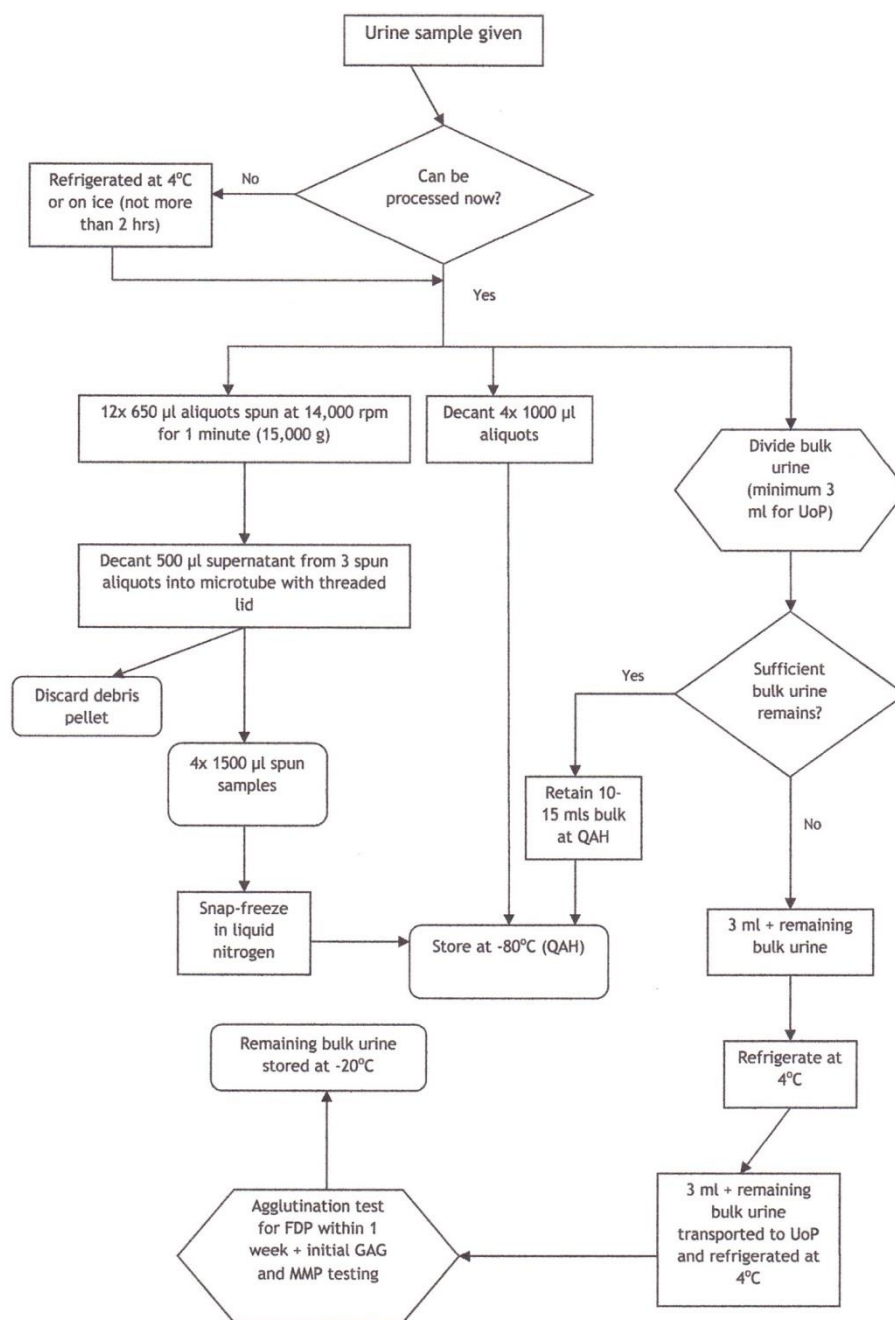 Urine sample given
Can be
processed now?
No
Refrigerated at 4°C
or on ice (not more
than 2 hrs)
Yes
12x 650 µl aliquots spun at 14,000 rpm
for 1 minute (15,000 g)
Decant 4x 1000 µl
aliquots
Divide bulk
urine
(minimum 3
ml for UoP)
Decant 500 µl supernatant from 3 spun
aliquots into microtube with threaded
lid
Discard debris
pellet
Yes
Sufficient
bulk urine
remains?
4x 1500 µl spun
samples
Retain 10-
15 mls bulk
at QAH
No
Snap-freeze
in liquid
nitrogen
Store at -80°C (QAH)
3 ml + remaining
bulk urine
Remaining bulk urine
stored at -20°C
Refrigerate at
4°C
Agglutination test
for FDP within 1
week + initial GAG
and MMP testing
3 ml + remaining
bulk urine
transported to UoP
and refrigerated at
4°C